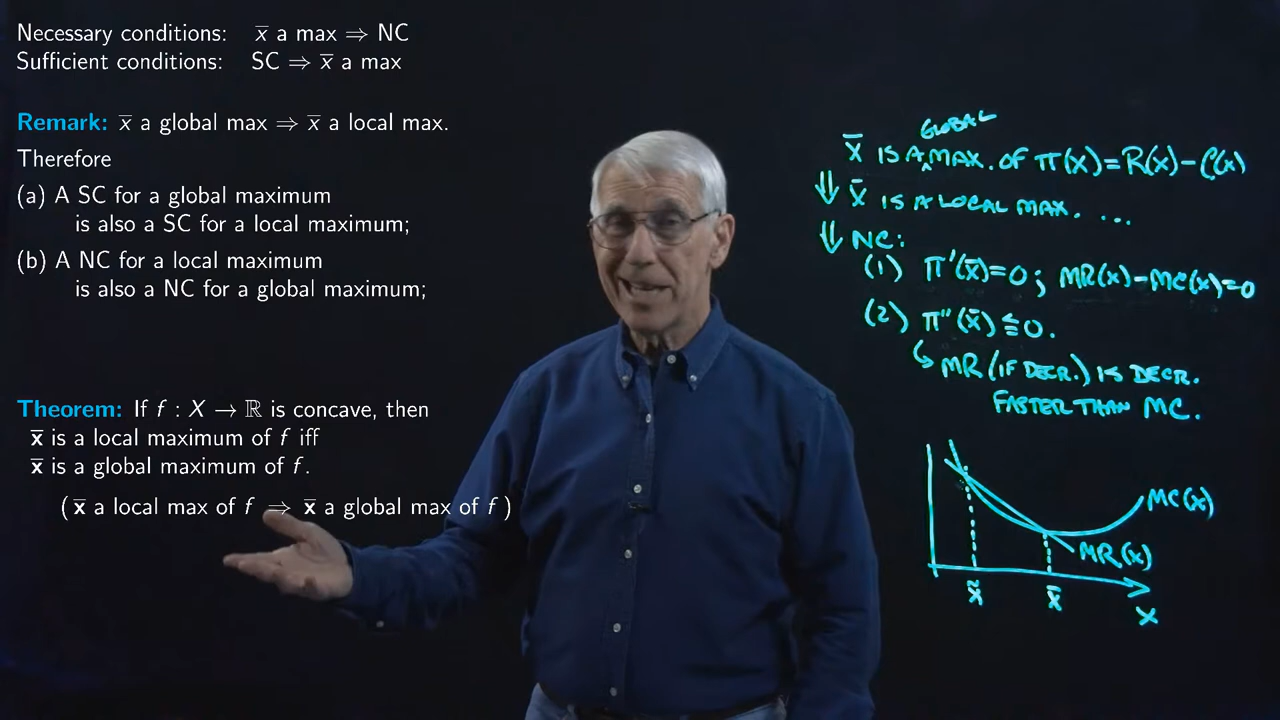 Necessary conditions: x̄ a max ⇒ NC
Sufficient conditions: SC ⇒ x̄ a max
Remark: x̄ a global max ⇒ x̄ a local max.
Therefore
(a) A SC for a global maximum
is also a SC for a local maximum;
(b) A NC for a local maximum
is also a NC for a global maximum;
Theorem: If f : X → ℝ is concave, then
x̄ is a local maximum of f iff
x̄ is a global maximum of f.
( x̄ a local max of f ⇒ x̄ a global max of f )
GLOBAL
x̄ IS A ^ MAX. OF π(x)=R(x)-C(x)
⇓ x̄ IS A LOCAL MAX. ...
⇓ NC:
(1) π'(x̄)=0; MR(x)-MC(x)=0
(2) π''(x̄) ≦ 0.
↳ MR (IF DECR.) IS DECR.
FASTER THAN MC.
MC(x)
MR(x)
x̃ x̄
x